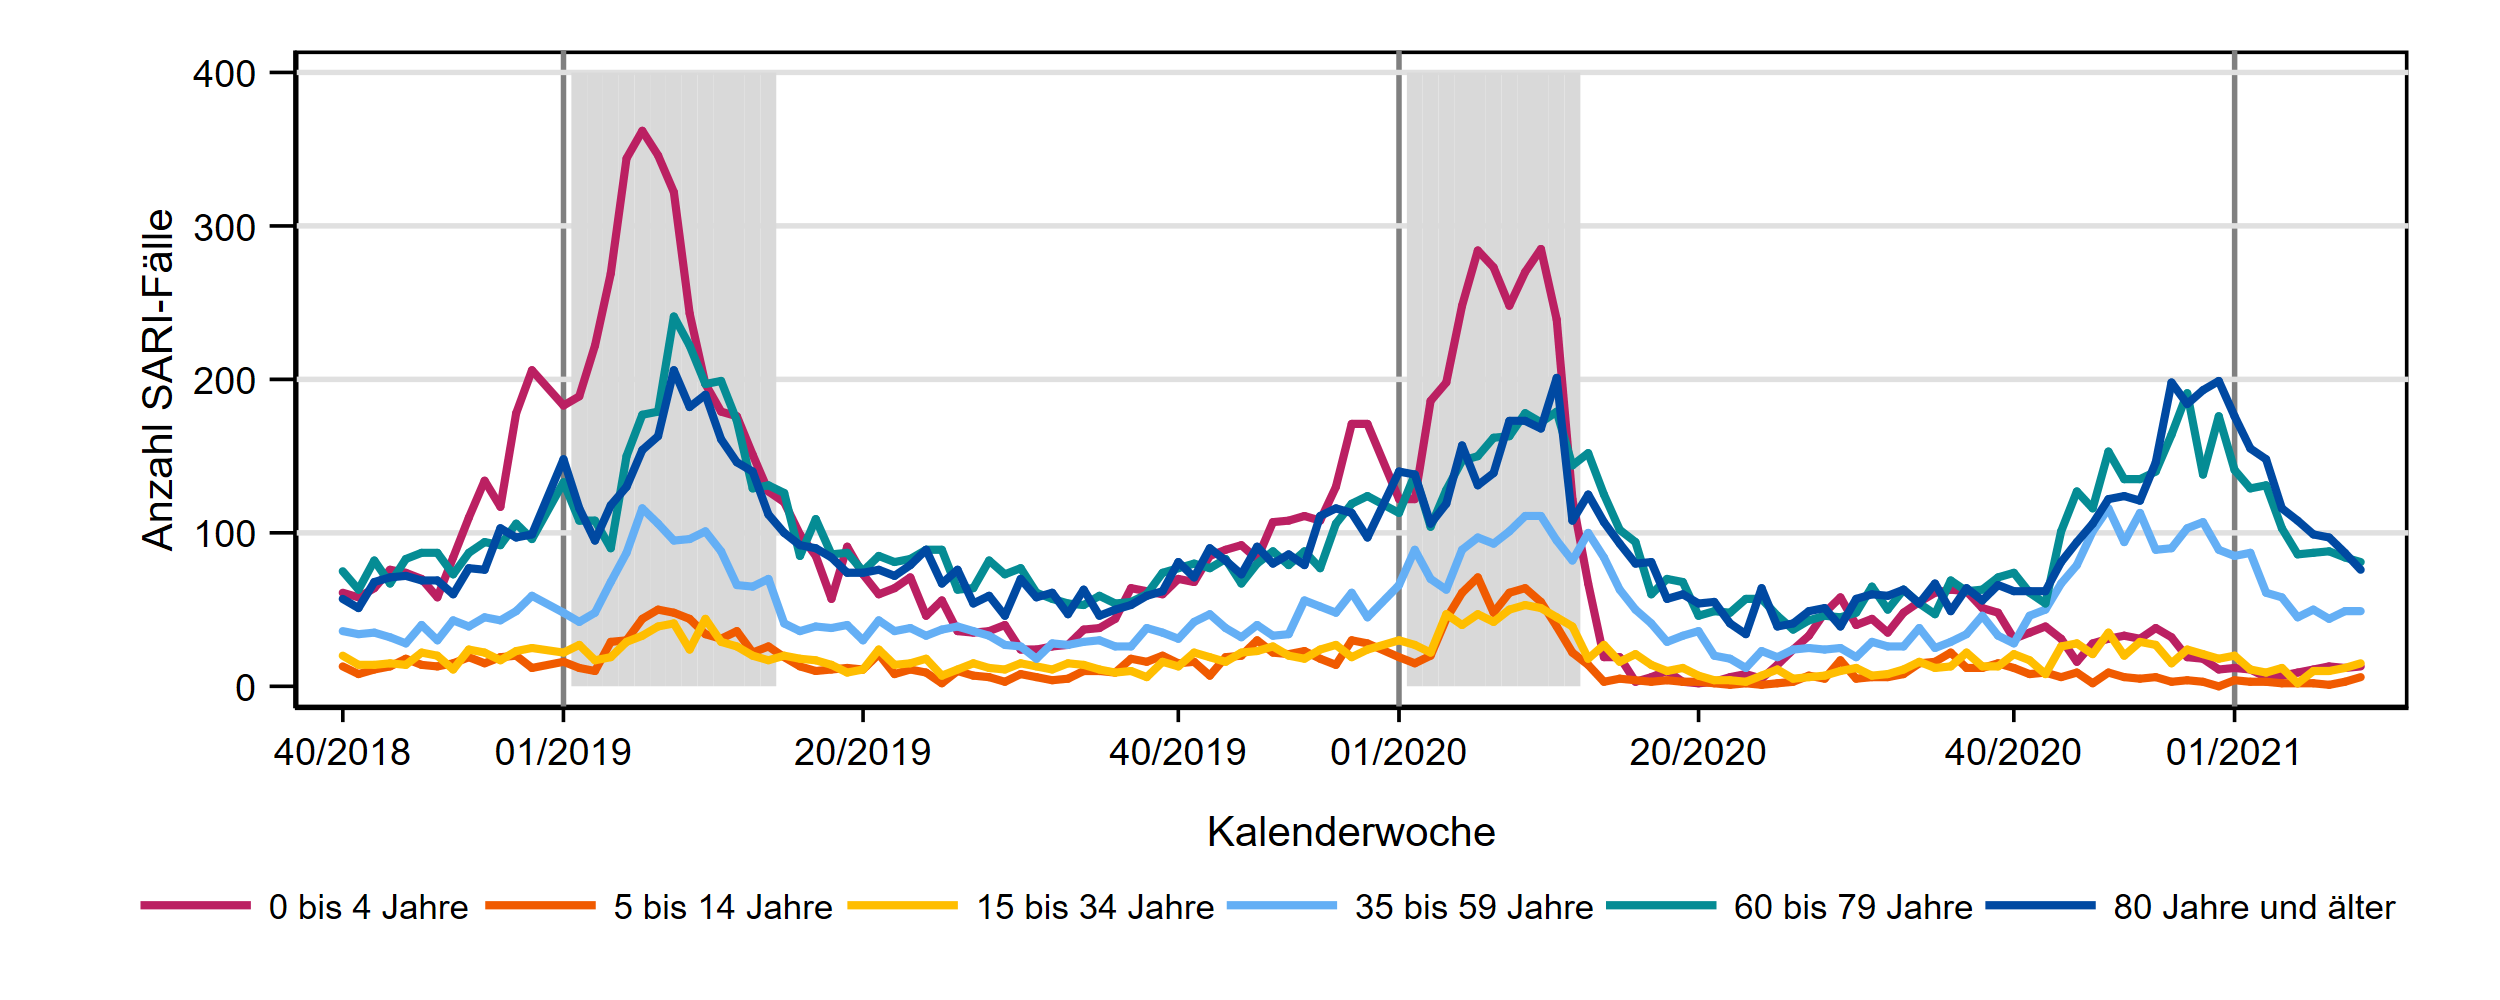 Anzahl SARI-Fälle
400
300
200
100
0
40/2018 01/2019 20/2019 40/2019 01/2020 20/2020 40/2020 01/2021
Kalenderwoche
0 bis 4 Jahre 5 bis 14 Jahre 15 bis 34 Jahre 35 bis 59 Jahre 60 bis 79 Jahre 80 Jahre und älter